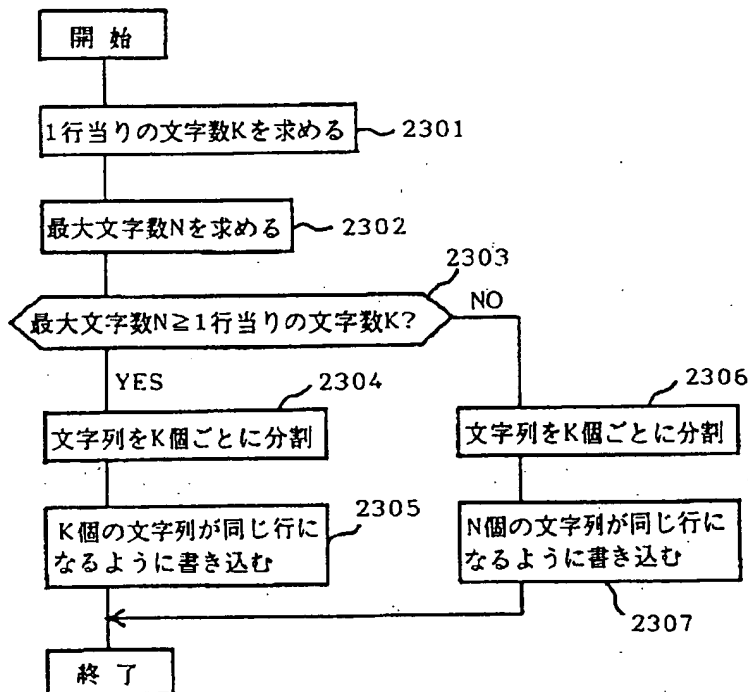 開始
1行当りの文字数Kを求める
2301
最大文字数Nを求める
2302
2303
最大文字数N≧1行当りの文字数K?
NO
YES
2304
文字列をK個ごとに分割
2306
文字列をK個ごとに分割
2305
K個の文字列が同じ行に
なるように書き込む
N個の文字列が同じ行に
なるように書き込む
2307
終了